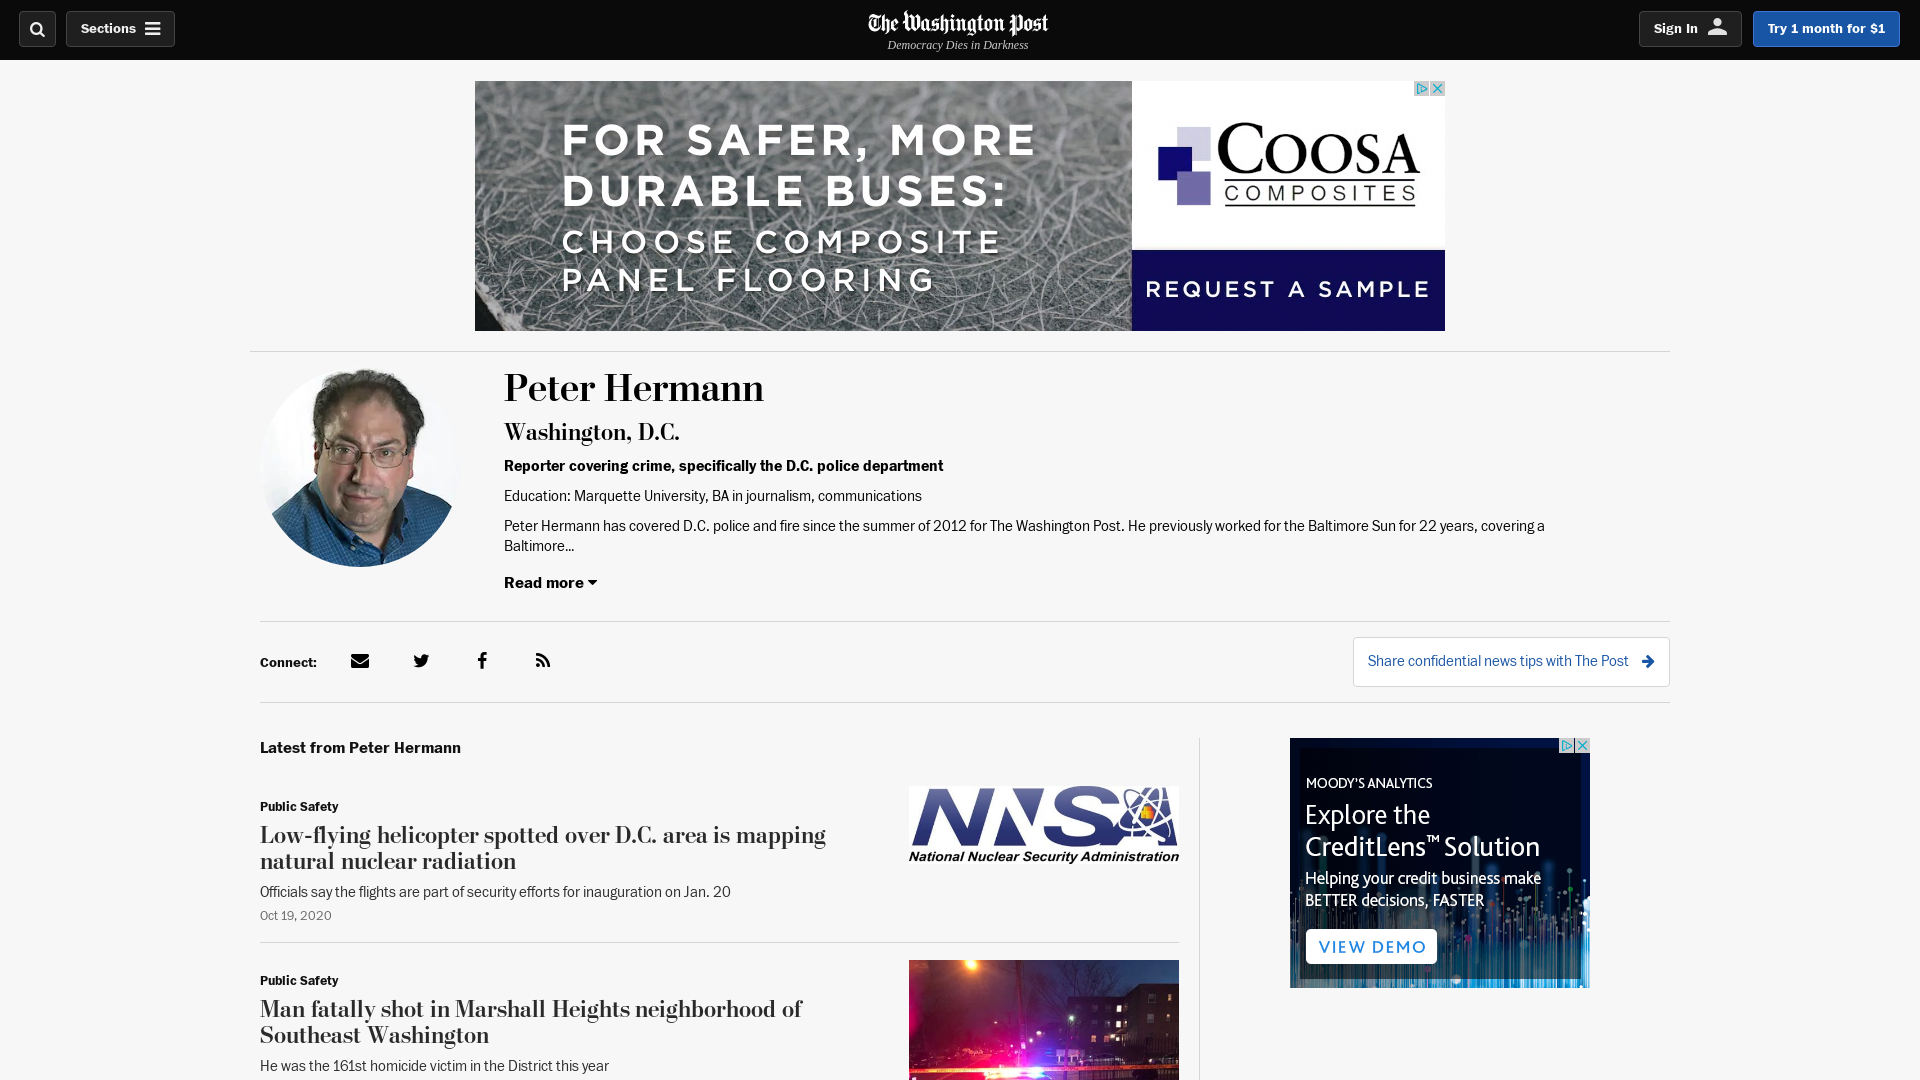 Sections
The Washington Post
Democracy Dies in Darkness
Sign In
Try 1 month for $1
FOR SAFER, MORE
DURABLE BUSES:
CHOOSE COMPOSITE
PANEL FLOORING
COOSA
COMPOSITES
REQUEST A SAMPLE
Peter Hermann
Washington, D.C.
Reporter covering crime, specifically the D.C. police department
Education: Marquette University, BA in journalism, communications
Peter Hermann has covered D.C. police and fire since the summer of 2012 for The Washington Post. He previously worked for the Baltimore Sun for 22 years, covering a
Baltimore...
Read more
Connect:
Share confidential news tips with The Post
Latest from Peter Hermann
Public Safety
Low-flying helicopter spotted over D.C. area is mapping
natural nuclear radiation
Officials say the flights are part of security efforts for inauguration on Jan. 20
Oct 19, 2020
NNSA
National Nuclear Security Administration
MOODY'S ANALYTICS
Explore the
CreditLens™ Solution
Helping your credit business make
BETTER decisions, FASTER
VIEW DEMO
Public Safety
Man fatally shot in Marshall Heights neighborhood of
Southeast Washington
He was the 161st homicide victim in the District this year